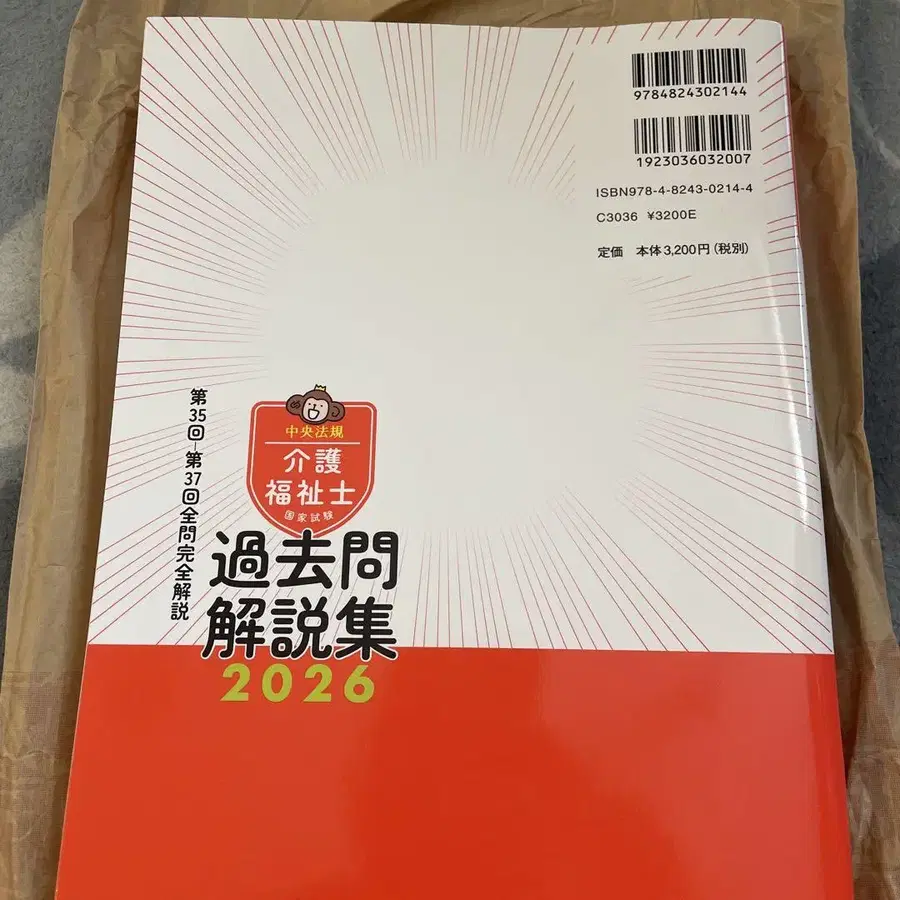 9784824302144
1923036032007
ISBN978-4-8243-0214-4
C3036 ¥3200E
定価 本体3,200円(税別)
第35回-第37回全問完全解説
中央法規
介護
福祉士
国家試験
過去問
解説集
2026